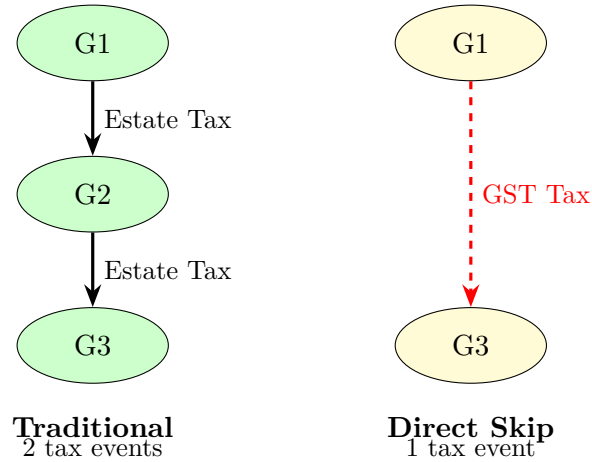 G1
Estate Tax
G2
Estate Tax
G3
Traditional
2 tax events
G1
GST Tax
G3
Direct Skip
1 tax event